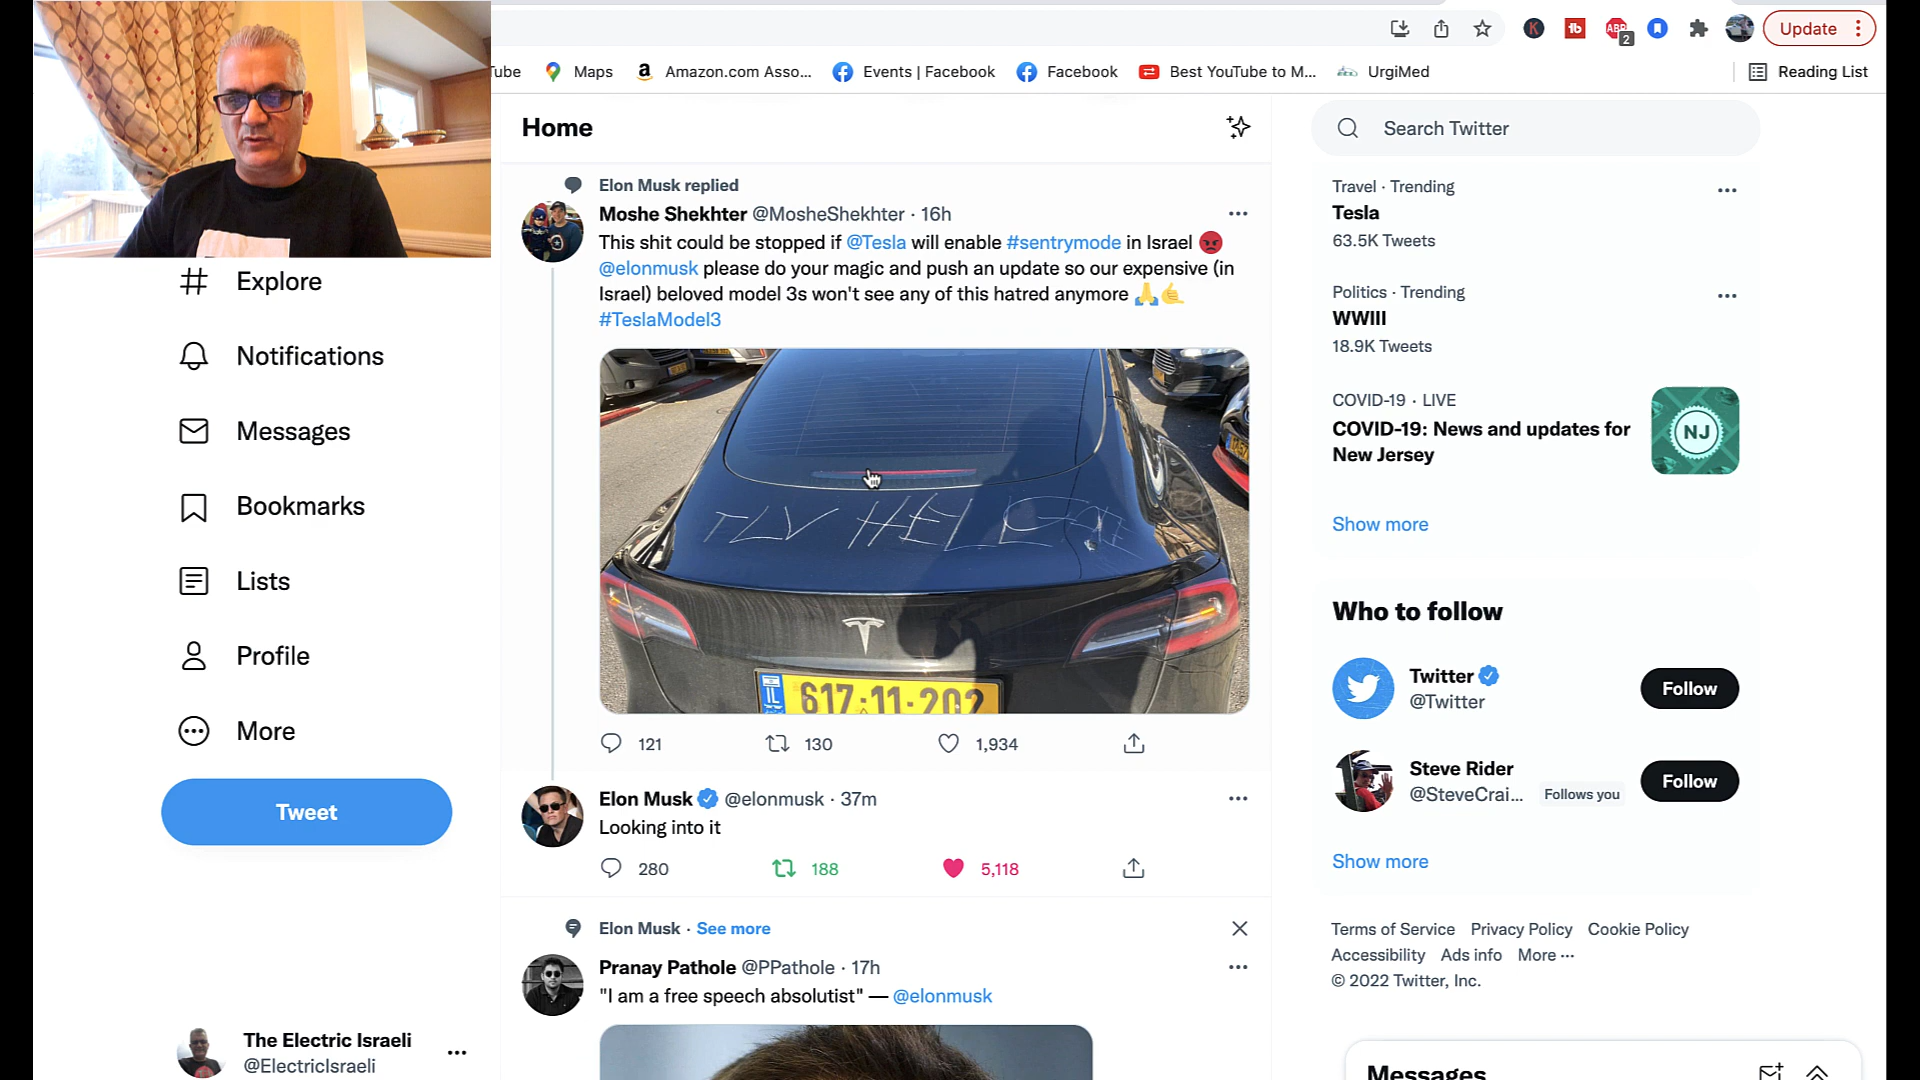 Update
Tube
Maps
Amazon.com Asso...
Events | Facebook
Facebook
Best YouTube to M...
UrgiMed
Reading List
ABP
2
K
tb
Home
Search Twitter
Explore
Notifications
Messages
Bookmarks
Lists
Profile
More
Tweet
The Electric Israeli
@ElectricIsraeli
Elon Musk replied
Moshe Shekhter @MosheShekhter · 16h
This shit could be stopped if @Tesla will enable #sentrymode in Israel 😡
@elonmusk please do your magic and push an update so our expensive (in
Israel) beloved model 3s won't see any of this hatred anymore 🙏🤙
#TeslaModel3
TLV
IL
617·11·202
121
130
1,934
Elon Musk @elonmusk · 37m
Looking into it
280
188
5,118
Elon Musk · See more
Pranay Pathole @PPathole · 17h
"I am a free speech absolutist" — @elonmusk
Travel · Trending
Tesla
63.5K Tweets
Politics · Trending
WWIII
18.9K Tweets
COVID-19 · LIVE
COVID-19: News and updates for
New Jersey
NJ
Show more
Who to follow
Twitter
@Twitter
Follow
Steve Rider
@SteveCrai... Follows you
Follow
Show more
Terms of Service Privacy Policy Cookie Policy
Accessibility Ads info More ···
© 2022 Twitter, Inc.
Messages